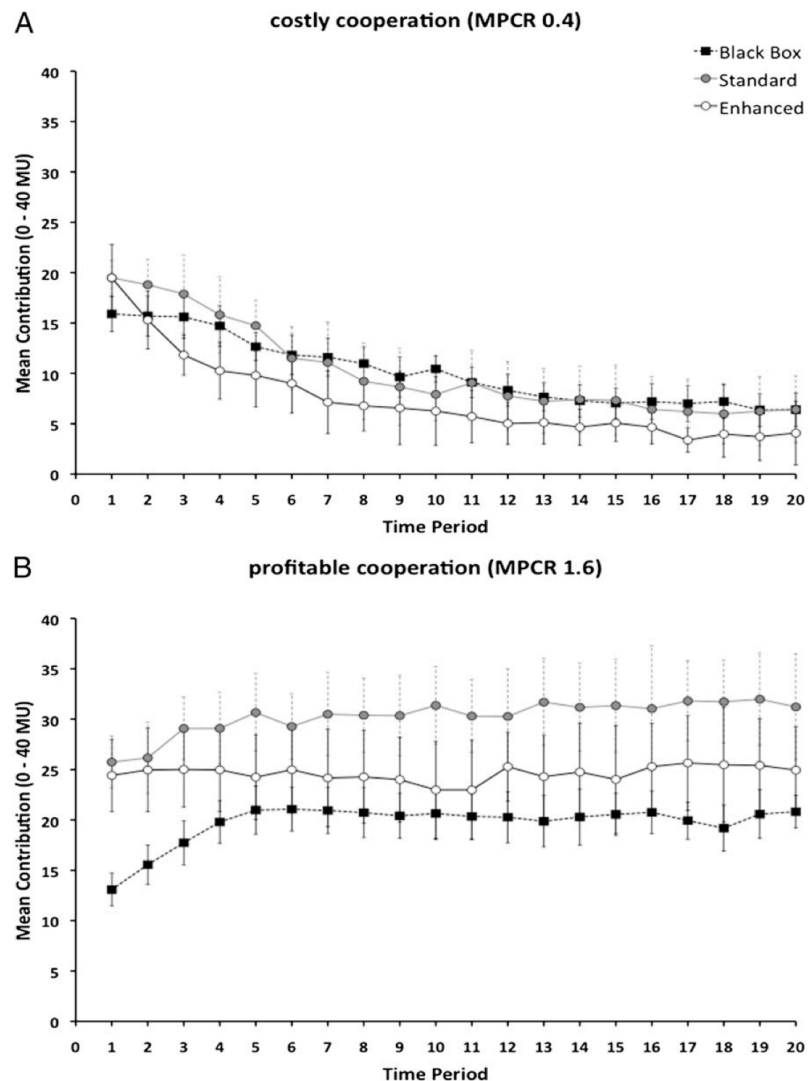 A
costly cooperation (MPCR 0.4)
Black Box
Standard
Enhanced
Mean Contribution (0 - 40 MU)
40
35
30
25
20
15
10
5
0
0 1 2 3 4 5 6 7 8 9 10 11 12 13 14 15 16 17 18 19 20
Time Period
B
profitable cooperation (MPCR 1.6)
Mean Contribution (0 - 40 MU)
40
35
30
25
20
15
10
5
0
0 1 2 3 4 5 6 7 8 9 10 11 12 13 14 15 16 17 18 19 20
Time Period